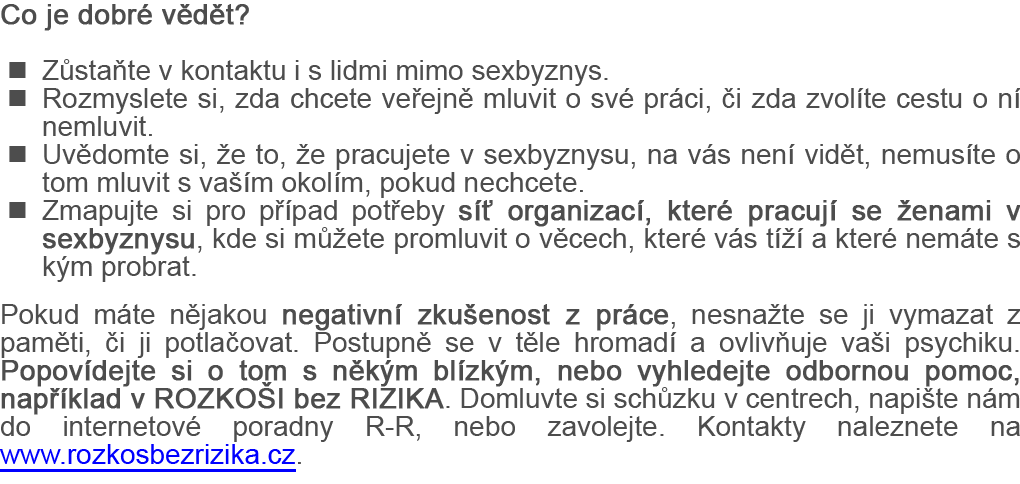 Co je dobré vědět?
■ Zůstaňte v kontaktu i s lidmi mimo sexbyznys.
■ Rozmyslete si, zda chcete veřejně mluvit o své práci, či zda zvolíte cestu o ní
nemluvit.
■ Uvědomte si, že to, že pracujete v sexbyznysu, na vás není vidět, nemusíte o
tom mluvit s vaším okolím, pokud nechcete.
■ Zmapujte si pro případ potřeby síť organizací, které pracují se ženami v
sexbyznysu, kde si můžete promluvit o věcech, které vás tíží a které nemáte s
kým probrat.
Pokud máte nějakou negativní zkušenost z práce, nesnažte se ji vymazat z
paměti, či ji potlačovat. Postupně se v těle hromadí a ovlivňuje vaši psychiku.
Popovídejte si o tom s někým blízkým, nebo vyhledejte odbornou pomoc,
například v ROZKOŠI bez RIZIKA. Domluvte si schůzku v centrech, napište nám
do internetové poradny R-R, nebo zavolejte. Kontakty naleznete na
www.rozkosbezrizika.cz.